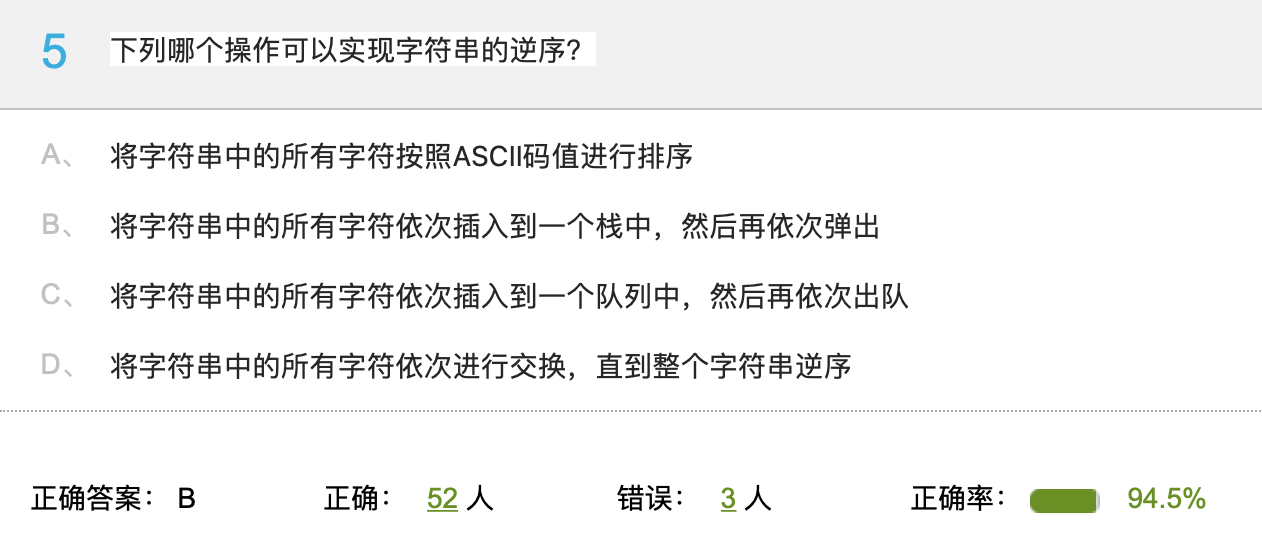 5 下列哪个操作可以实现字符串的逆序?
A、 将字符串中的所有字符按照ASCII码值进行排序
B、 将字符串中的所有字符依次插入到一个栈中，然后再依次弹出
C、 将字符串中的所有字符依次插入到一个队列中，然后再依次出队
D、 将字符串中的所有字符依次进行交换，直到整个字符串逆序
正确答案： B 正确： 52 人 错误： 3 人 正确率： 94.5%